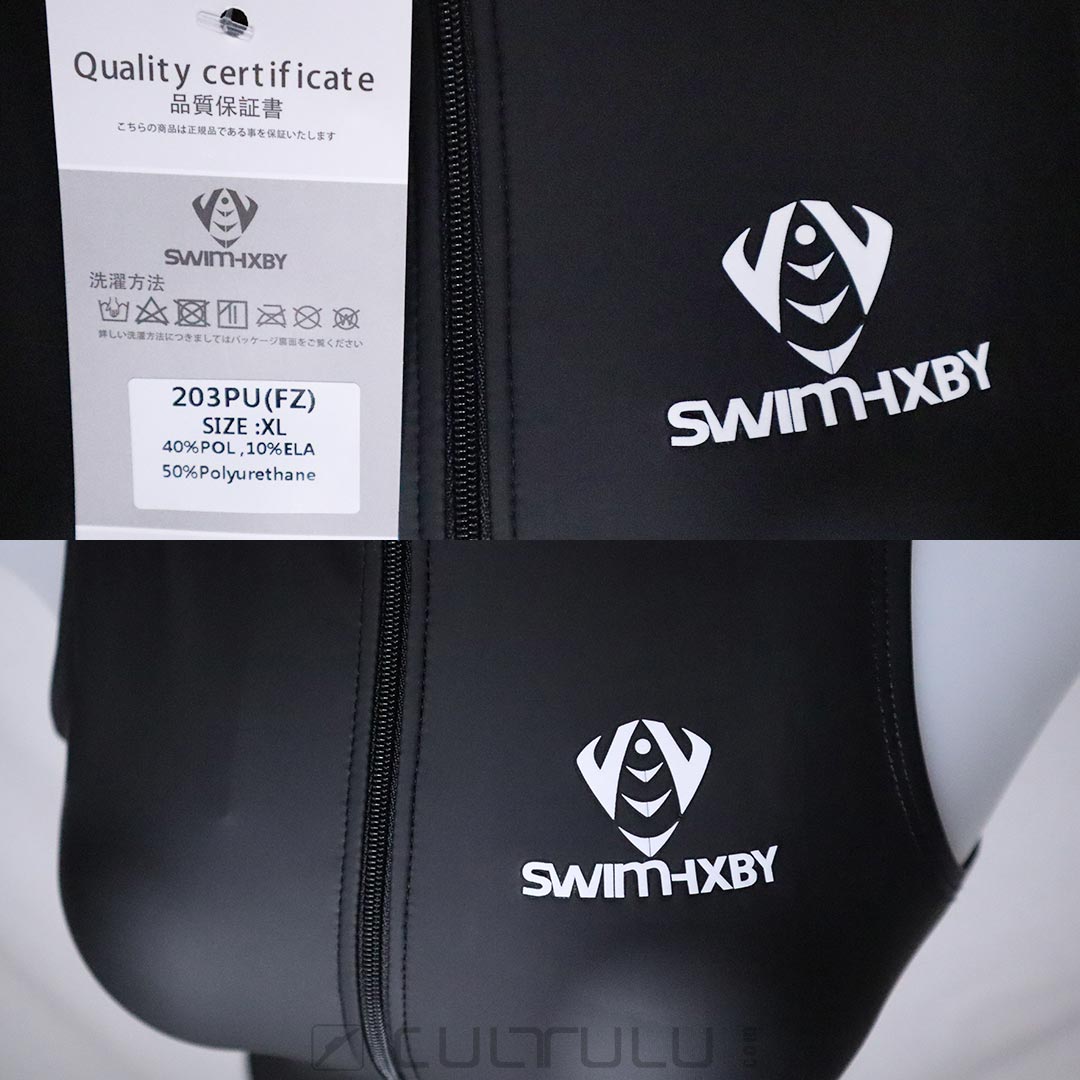 Quality certificate
品質保証書
こちらの商品は正規品である事を保証いたします
SWIM-HXBY
洗濯方法
詳しい洗濯方法につきましてはパッケージ裏面をご覧ください
203PU(FZ)
SIZE :XL
40%POL ,10%ELA
50%Polyurethane
SWIM-HXBY
SWIM-HXBY
CULTULU
.COM